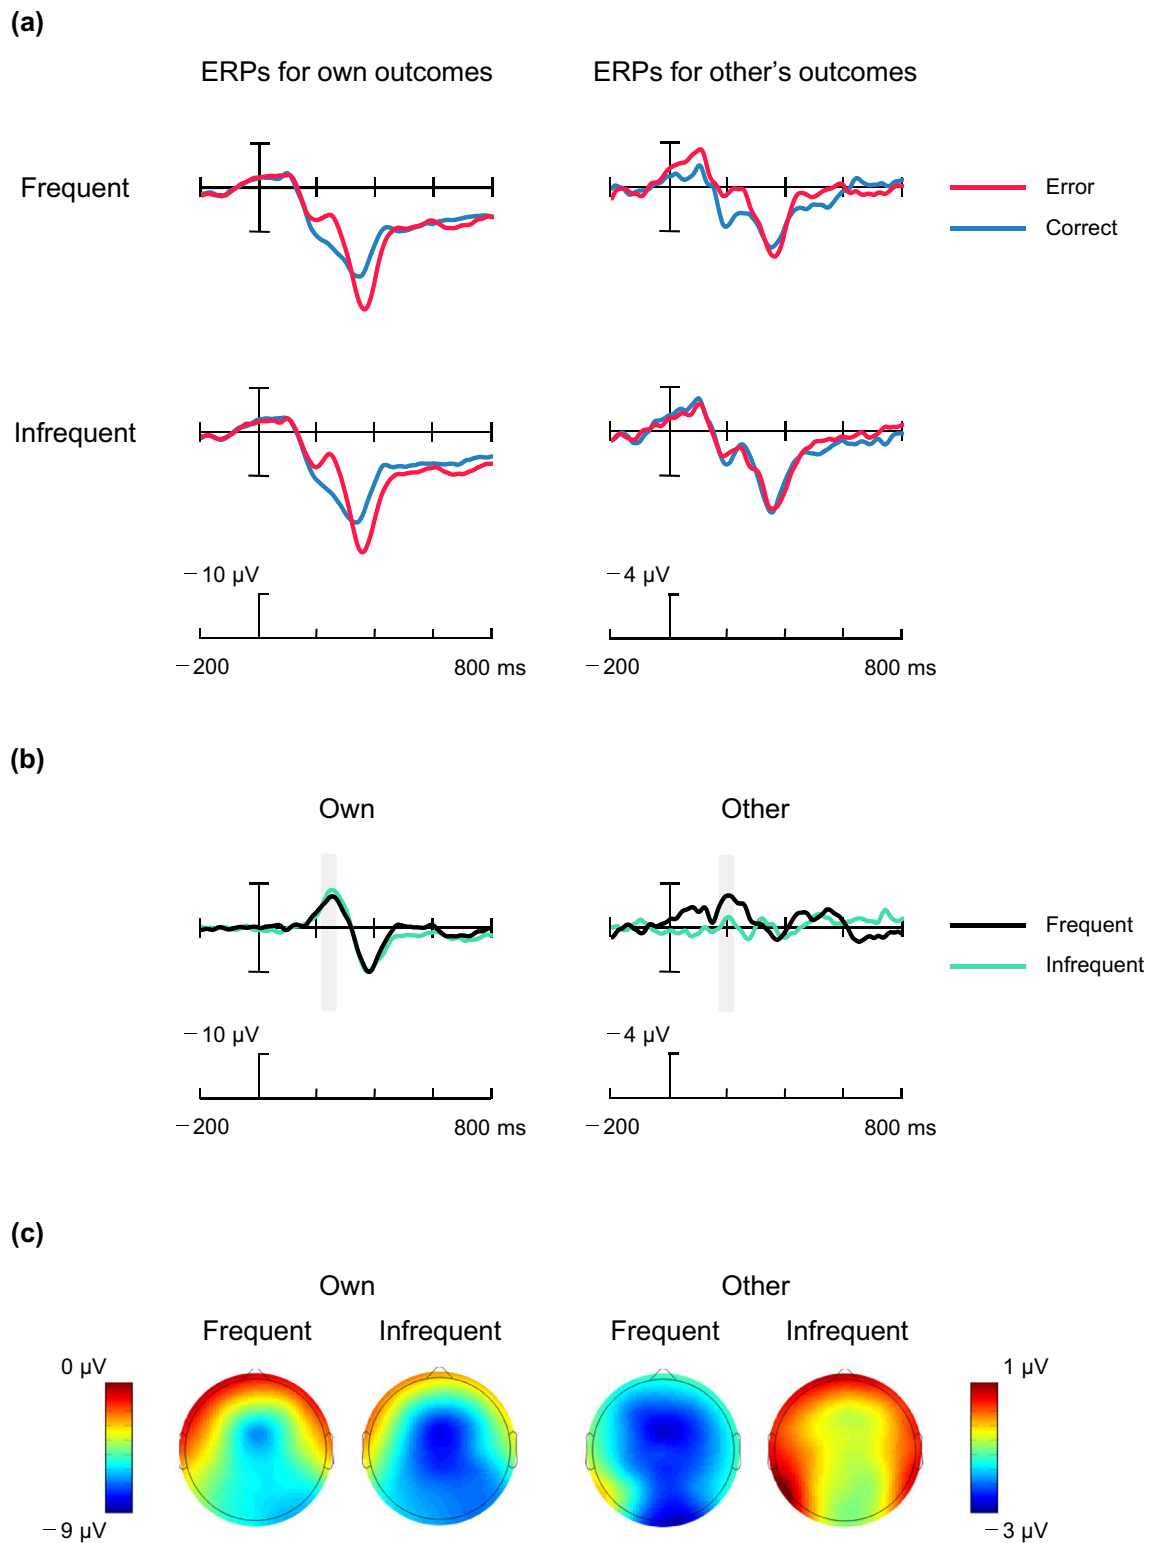 (a)
ERPs for own outcomes
ERPs for other’s outcomes
Frequent
Error
Correct
Infrequent
−10 µV
−4 µV
−200
800 ms
−200
800 ms
(b)
Own
Other
Frequent
Infrequent
−10 µV
−4 µV
−200
800 ms
−200
800 ms
(c)
Own
Other
Frequent
Infrequent
Frequent
Infrequent
0 µV
1 µV
−9 µV
−3 µV